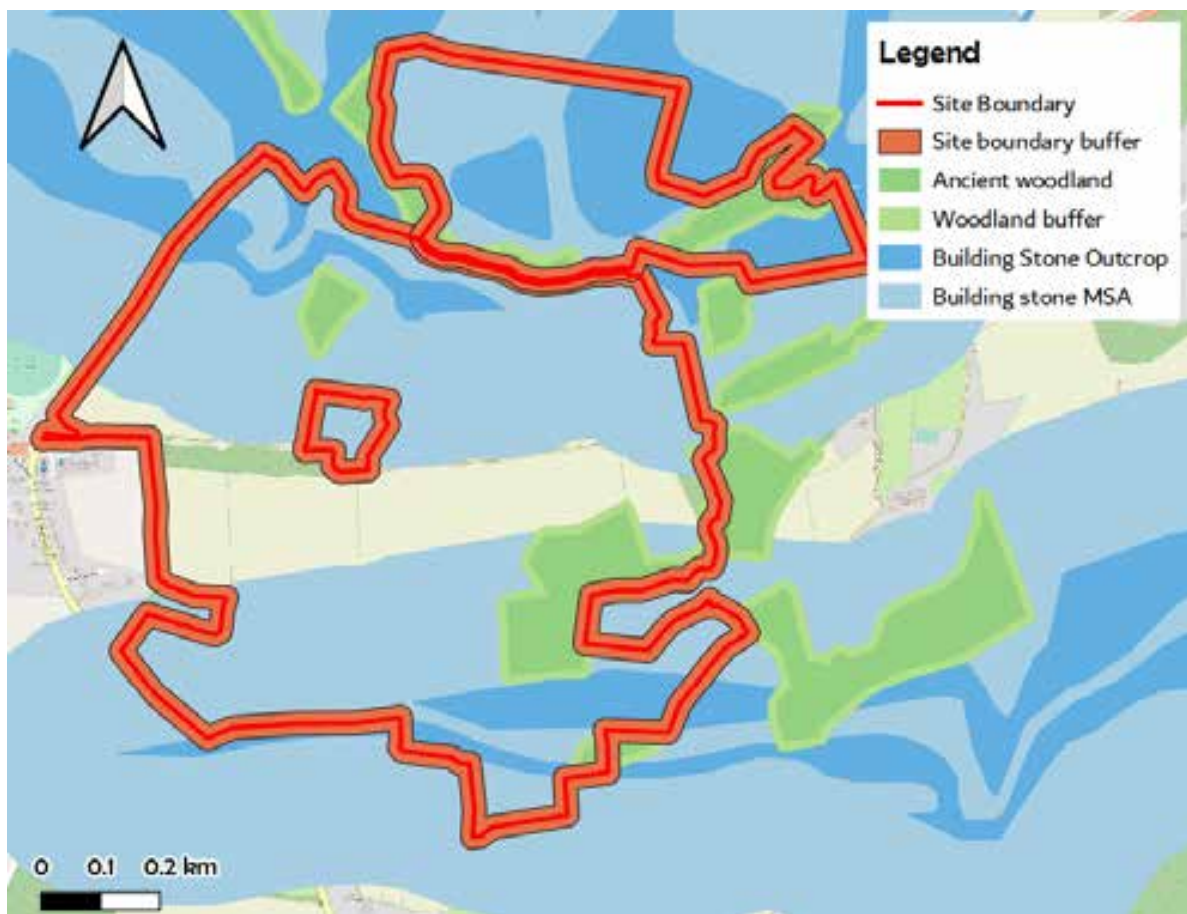 Legend
Site Boundary
Site boundary buffer
Ancient woodland
Woodland buffer
Building Stone Outcrop
Building stone MSA
0 0.1 0.2 km